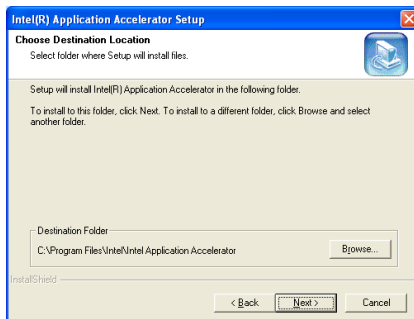 Intel(R) Application Accelerator Setup
Choose Destination Location
Select folder where Setup will install files.
Setup will install Intel(R) Application Accelerator in the following folder.
To install to this folder, click Next. To install to a different folder, click Browse and select
another folder.
Destination Folder
C:\Program Files\Intel\Intel Application Accelerator
Browse...
InstallShield
< Back
Next >
Cancel